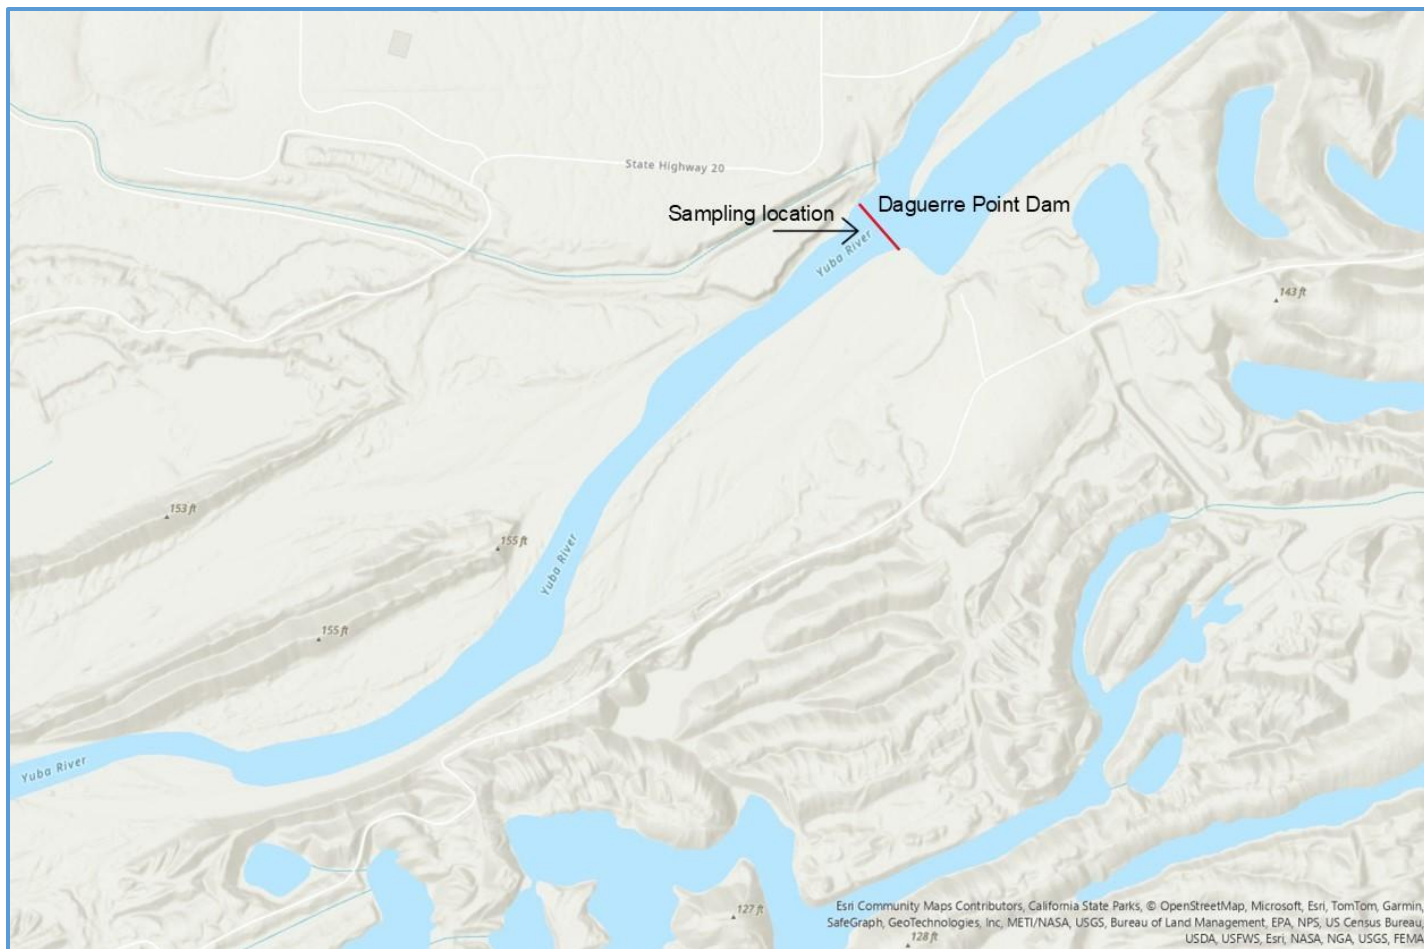 State Highway 20
Daguerre Point Dam
Sampling location
Yuba River
143 ft
153 ft
155 ft
Yuba River
155 ft
Yuba River
127 ft
128 ft
Esri Community Maps Contributors, California State Parks, © OpenStreetMap, Microsoft, Esri, TomTom, Garmin,
SafeGraph, GeoTechnologies, Inc, METI/NASA, USGS, Bureau of Land Management, EPA, NPS, US Census Bureau,
USDA, USFWS, Esri, NASA, NGA, USGS, FEMA